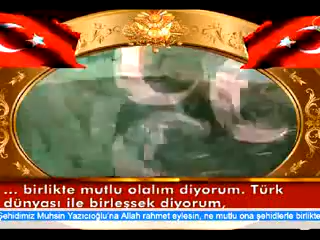 ... birlikte mutlu olalım diyorum. Türk
dünyası ile birleşsek diyorum,
Şehidimiz Muhsin Yazıcıoğlu'na Allah rahmet eylesin, ne mutlu ona şehidlerle birlikte